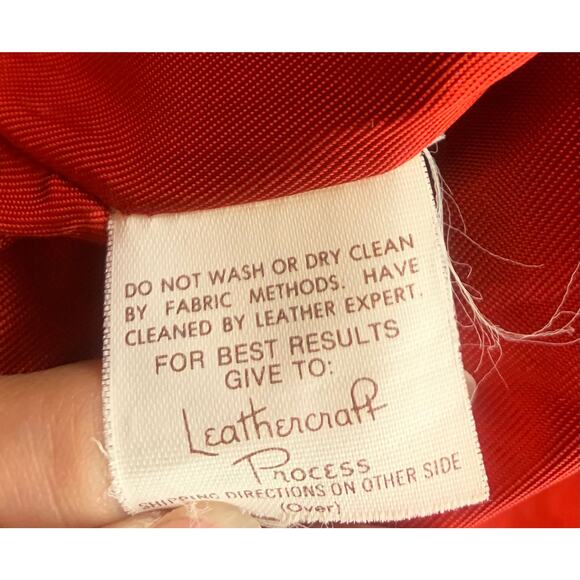 DO NOT WASH OR DRY CLEAN
BY FABRIC METHODS. HAVE
CLEANED BY LEATHER EXPERT.
FOR BEST RESULTS
GIVE TO:
Leathercraft
Process
SHIPPING DIRECTIONS ON OTHER SIDE
(Over)